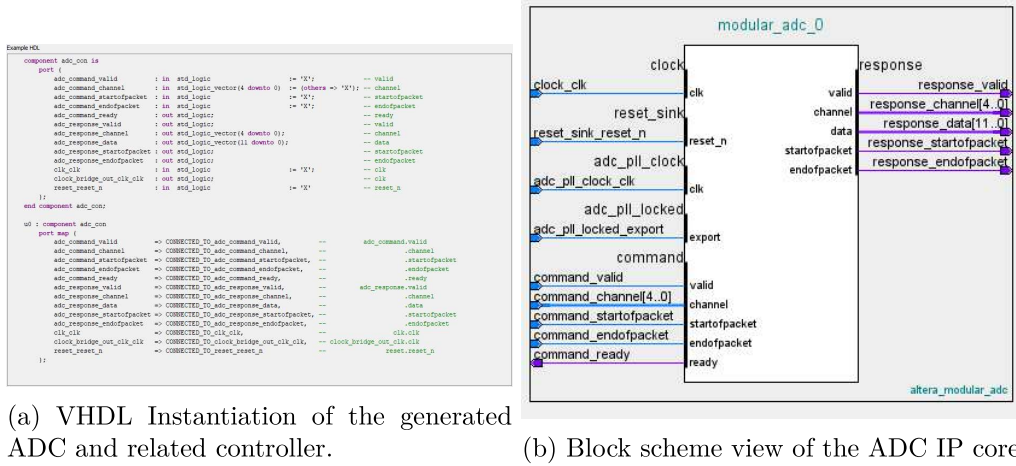 Example HDL
component adc_con is
port (
adc_command_valid : in std_logic := 'X'; -- valid
adc_command_channel : in std_logic_vector(4 downto 0) := (others => 'X'); -- channel
adc_command_startofpacket : in std_logic := 'X'; -- startofpacket
adc_command_endofpacket : in std_logic := 'X'; -- endofpacket
adc_command_ready : out std_logic; -- ready
adc_response_valid : out std_logic; -- valid
adc_response_channel : out std_logic_vector(4 downto 0); -- channel
adc_response_data : out std_logic_vector(11 downto 0); -- data
adc_response_startofpacket : out std_logic; -- startofpacket
adc_response_endofpacket : out std_logic; -- endofpacket
clk_clk : in std_logic := 'X'; -- clk
clock_bridge_out_clk_clk : out std_logic; -- clk
reset_reset_n : in std_logic := 'X' -- reset_n
);
end component adc_con;
u0 : component adc_con
port map (
adc_command_valid => CONNECTED_TO_adc_command_valid, -- adc_command.valid
adc_command_channel => CONNECTED_TO_adc_command_channel, -- .channel
adc_command_startofpacket => CONNECTED_TO_adc_command_startofpacket, -- .startofpacket
adc_command_endofpacket => CONNECTED_TO_adc_command_endofpacket, -- .endofpacket
adc_command_ready => CONNECTED_TO_adc_command_ready, -- .ready
adc_response_valid => CONNECTED_TO_adc_response_valid, -- adc_response.valid
adc_response_channel => CONNECTED_TO_adc_response_channel, -- .channel
adc_response_data => CONNECTED_TO_adc_response_data, -- .data
adc_response_startofpacket => CONNECTED_TO_adc_response_startofpacket, -- .startofpacket
adc_response_endofpacket => CONNECTED_TO_adc_response_endofpacket, -- .endofpacket
clk_clk => CONNECTED_TO_clk_clk, -- clk.clk
clock_bridge_out_clk_clk => CONNECTED_TO_clock_bridge_out_clk_clk, -- clock_bridge_out_clk.clk
reset_reset_n => CONNECTED_TO_reset_reset_n -- reset.reset_n
);
(a) VHDL Instantiation of the generated
ADC and related controller.
modular_adc_0
clock
clock_clk
clk
reset_sink
reset_sink_reset_n
reset_n
adc_pll_clock
adc_pll_clock_clk
clk
adc_pll_locked
adc_pll_locked_export
export
command
command_valid
valid
command_channel[4..0]
channel
command_startofpacket
startofpacket
command_endofpacket
endofpacket
command_ready
ready
response
response_valid
valid
response_channel[4..0]
channel
response_data[11..0]
data
response_startofpacket
startofpacket
response_endofpacket
endofpacket
altera_modular_adc
(b) Block scheme view of the ADC IP core